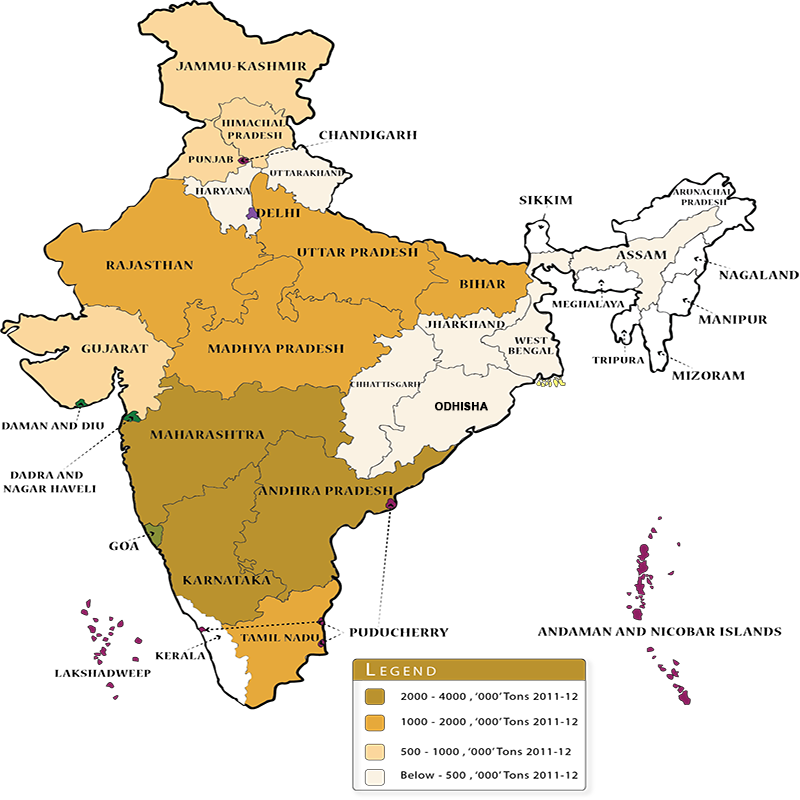 JAMMU-KASHMIR
HIMACHAL
PRADESH
CHANDIGARH
PUNJAB
UTTARAKHAND
HARYANA
DELHI
SIKKIM
ARUNACHAL
PRADESH
RAJASTHAN
UTTAR PRADESH
ASSAM
NAGALAND
BIHAR
MEGHALAYA
MANIPUR
JHARKHAND
GUJARAT
MADHYA PRADESH
WEST
BENGAL
TRIPURA
MIZORAM
CHHATTISGARH
ODHISHA
DAMAN AND DIU
MAHARASHTRA
DADRA AND
NAGAR HAVELI
ANDHRA PRADESH
GOA
KARNATAKA
TAMIL NADU
PUDUCHERRY
ANDAMAN AND NICOBAR ISLANDS
KERALA
LAKSHADWEEP
LEGEND
2000 - 4000 , '000' Tons 2011-12
1000 - 2000 , '000' Tons 2011-12
500 - 1000 , '000' Tons 2011-12
Below - 500 , '000' Tons 2011-12